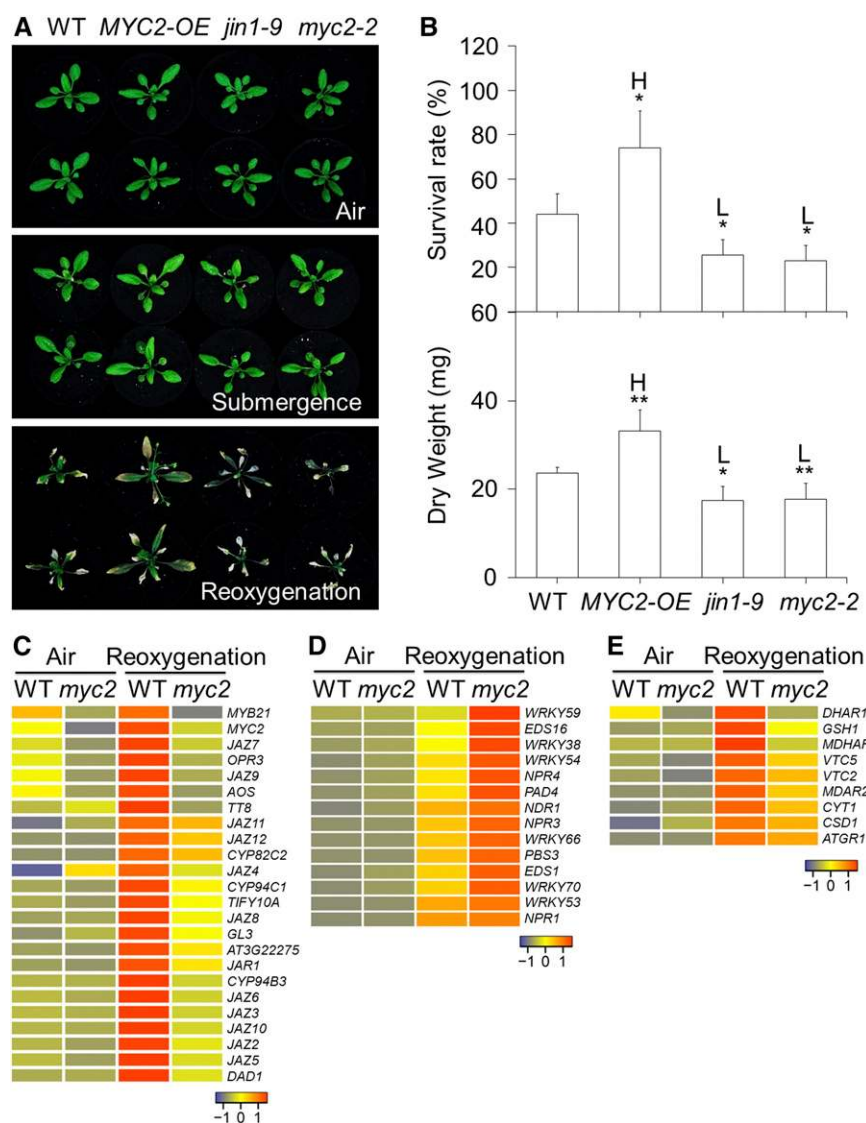 A WT MYC2-OE jin1-9 myc2-2
Air
Submergence
Reoxygenation
B
120
100
80
60
40
20
60
Survival rate (%)
H
*
L
*
L
*
40
20
0
Dry Weight (mg)
H
**
L
*
L
**
WT MYC2-OE jin1-9 myc2-2
C
Air Reoxygenation
WT myc2 WT myc2
MYB21
MYC2
JAZ7
OPR3
JAZ9
AOS
TT8
JAZ11
JAZ12
CYP82C2
JAZ4
CYP94C1
TIFY10A
JAZ8
GL3
AT3G22275
JAR1
CYP94B3
JAZ6
JAZ3
JAZ10
JAZ2
JAZ5
DAD1
-1 0 1
D
Air Reoxygenation
WT myc2 WT myc2
WRKY59
EDS16
WRKY38
WRKY54
NPR4
PAD4
NDR1
NPR3
WRKY66
PBS3
EDS1
WRKY70
WRKY53
NPR1
-1 0 1
E
Air Reoxygenation
WT myc2 WT myc2
DHAR1
GSH1
MDHAR
VTC5
VTC2
MDAR2
CYT1
CSD1
ATGR1
-1 0 1